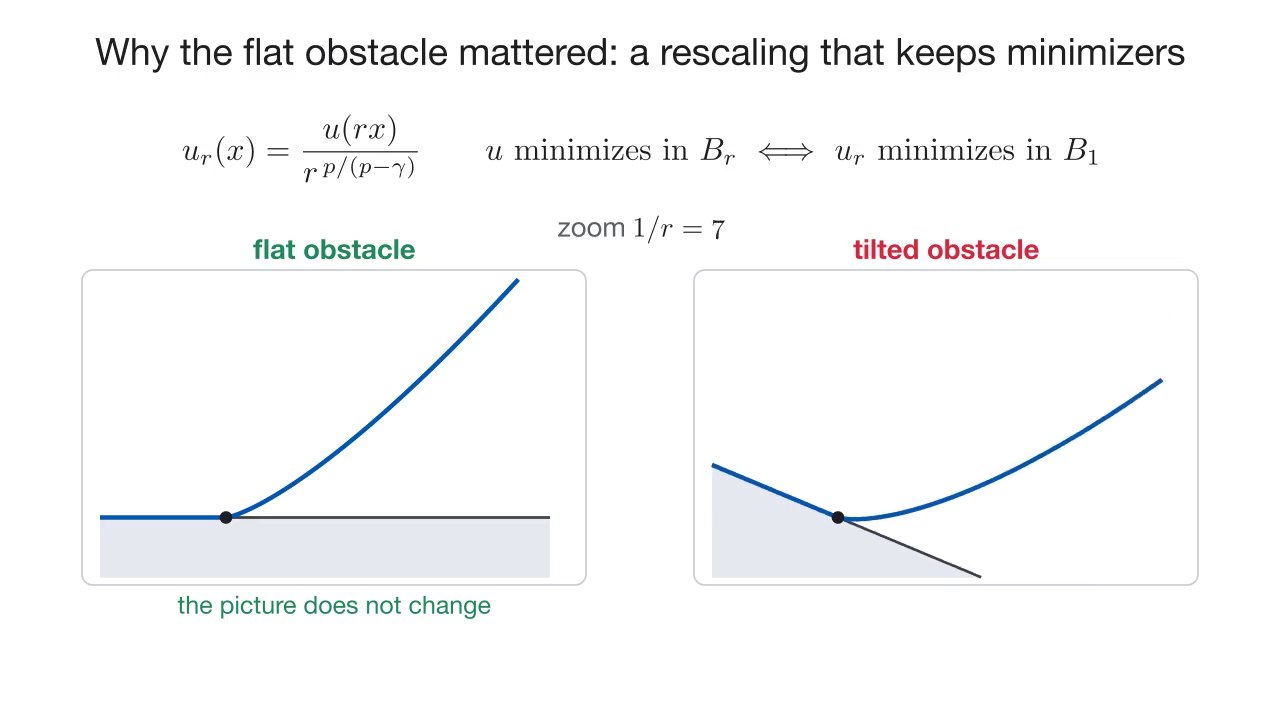 Why the flat obstacle mattered: a rescaling that keeps minimizers
u_r(x) = \frac{u(rx)}{r^{p/(p-γ)}}    u minimizes in B_r ⟺ u_r minimizes in B_1
zoom 1/r = 7
flat obstacle    tilted obstacle
the picture does not change